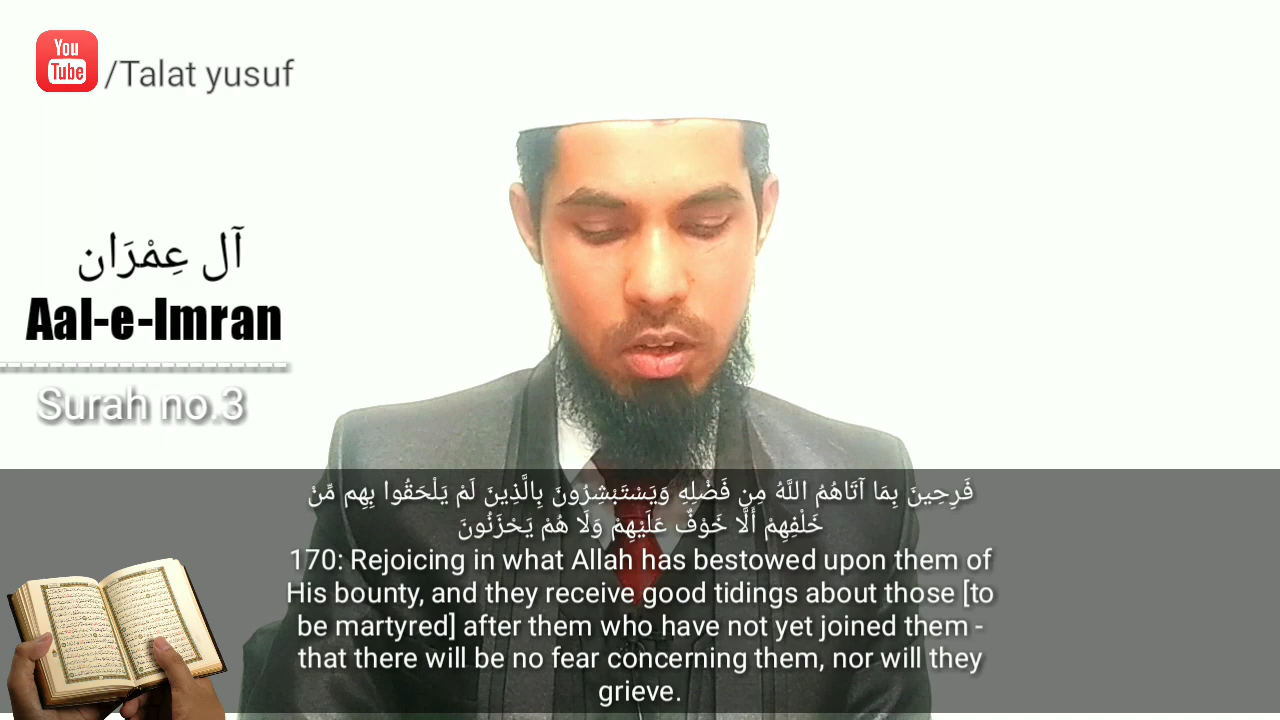 You
Tube
/Talat yusuf
آل عِمْرَان
Aal-e-Imran
Surah no.3
فَرِحِينَ بِمَا آتَاهُمُ اللَّهُ مِن فَضْلِهِ وَيَسْتَبْشِرُونَ بِالَّذِينَ لَمْ يَلْحَقُوا بِهِم مِّنْ
خَلْفِهِمْ أَلَّا خَوْفٌ عَلَيْهِمْ وَلَا هُمْ يَحْزَنُونَ
170: Rejoicing in what Allah has bestowed upon them of
His bounty, and they receive good tidings about those [to
be martyred] after them who have not yet joined them -
that there will be no fear concerning them, nor will they
grieve.